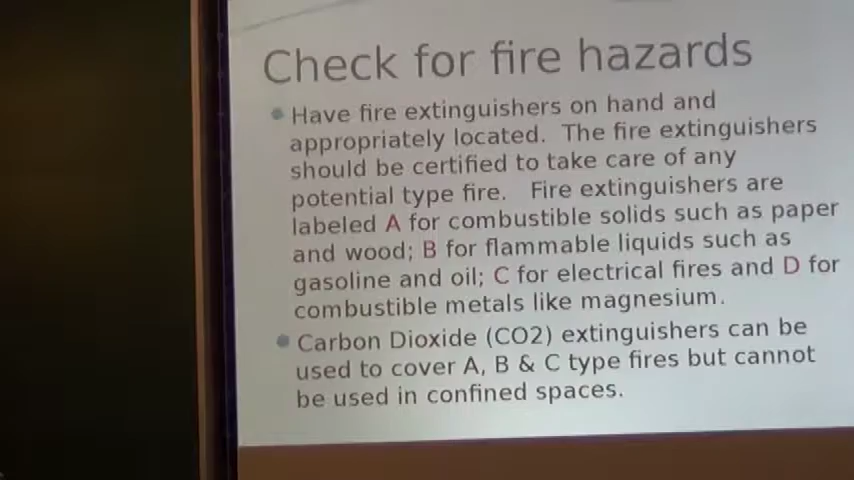 Check for fire hazards
Have fire extinguishers on hand and
appropriately located. The fire extinguishers
should be certified to take care of any
potential type fire. Fire extinguishers are
labeled A for combustible solids such as paper
and wood; B for flammable liquids such as
gasoline and oil; C for electrical fires and D for
combustible metals like magnesium.
Carbon Dioxide (CO2) extinguishers can be
used to cover A, B & C type fires but cannot
be used in confined spaces.